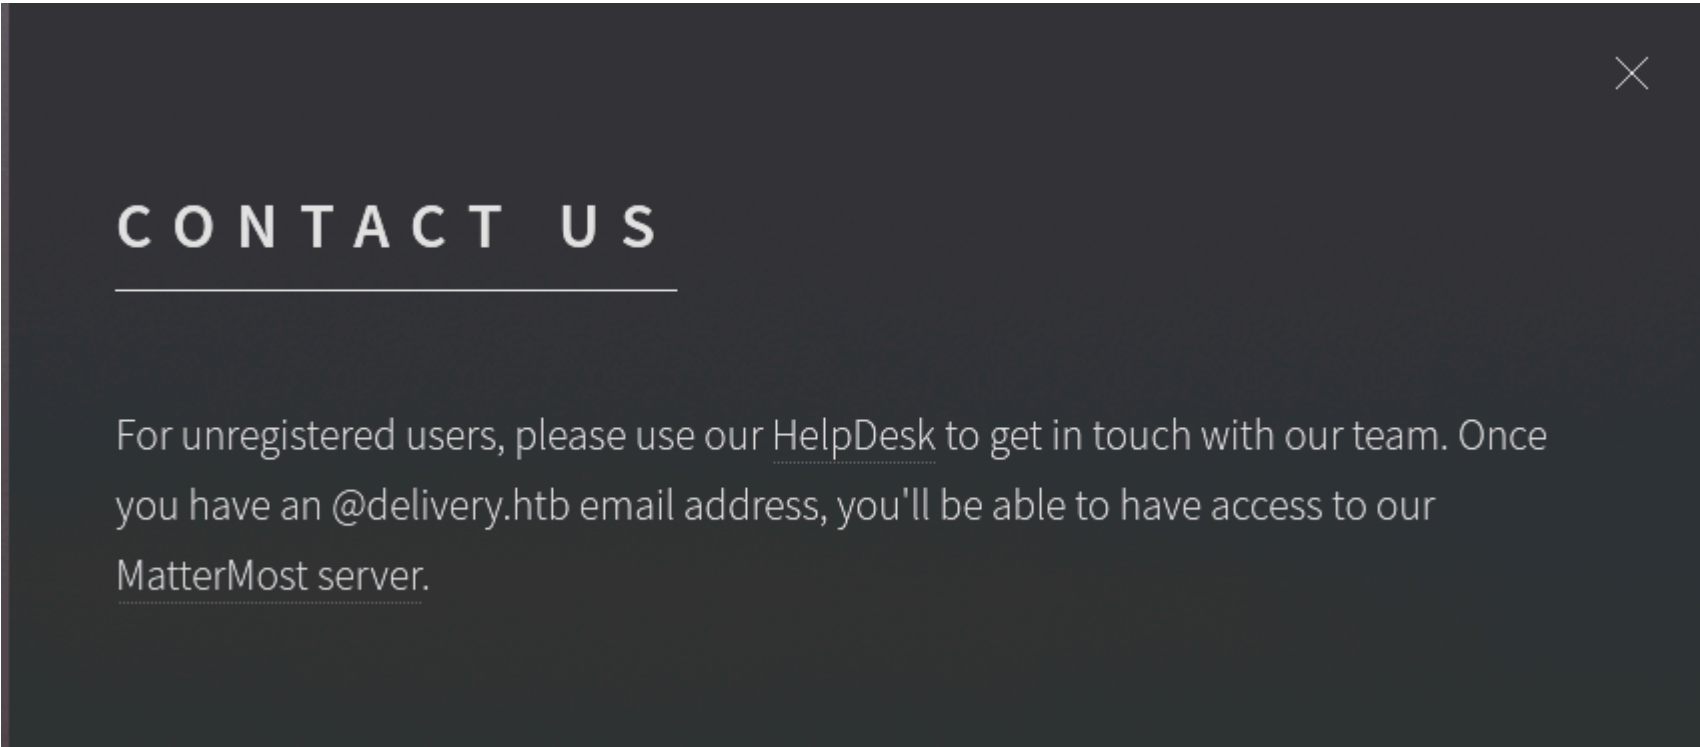 CONTACT US
For unregistered users, please use our HelpDesk to get in touch with our team. Once
you have an @delivery.htb email address, you'll be able to have access to our
MatterMost server.